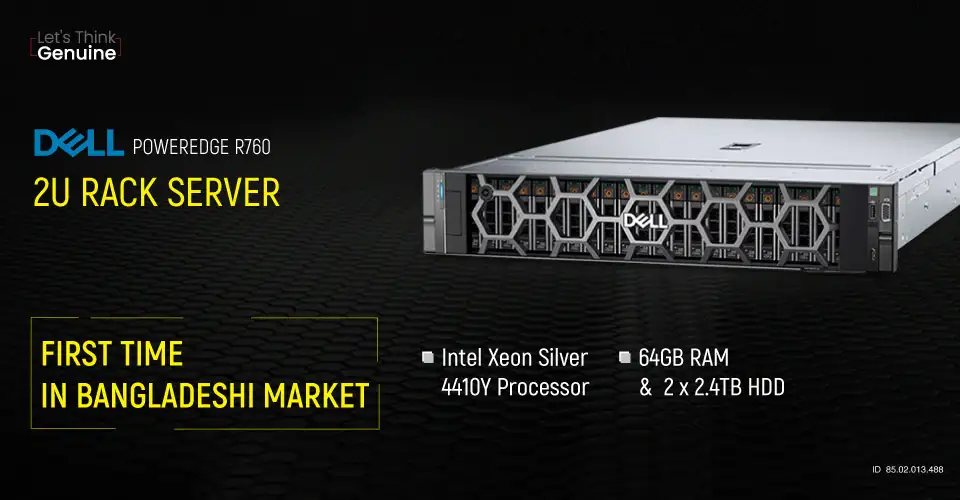 Let's Think
Genuine
DELL POWEREDGE R760
2U RACK SERVER
DELL
FIRST TIME
IN BANGLADESHI MARKET
Intel Xeon Silver
4410Y Processor
64GB RAM
& 2 x 2.4TB HDD
ID 85.02.013.488